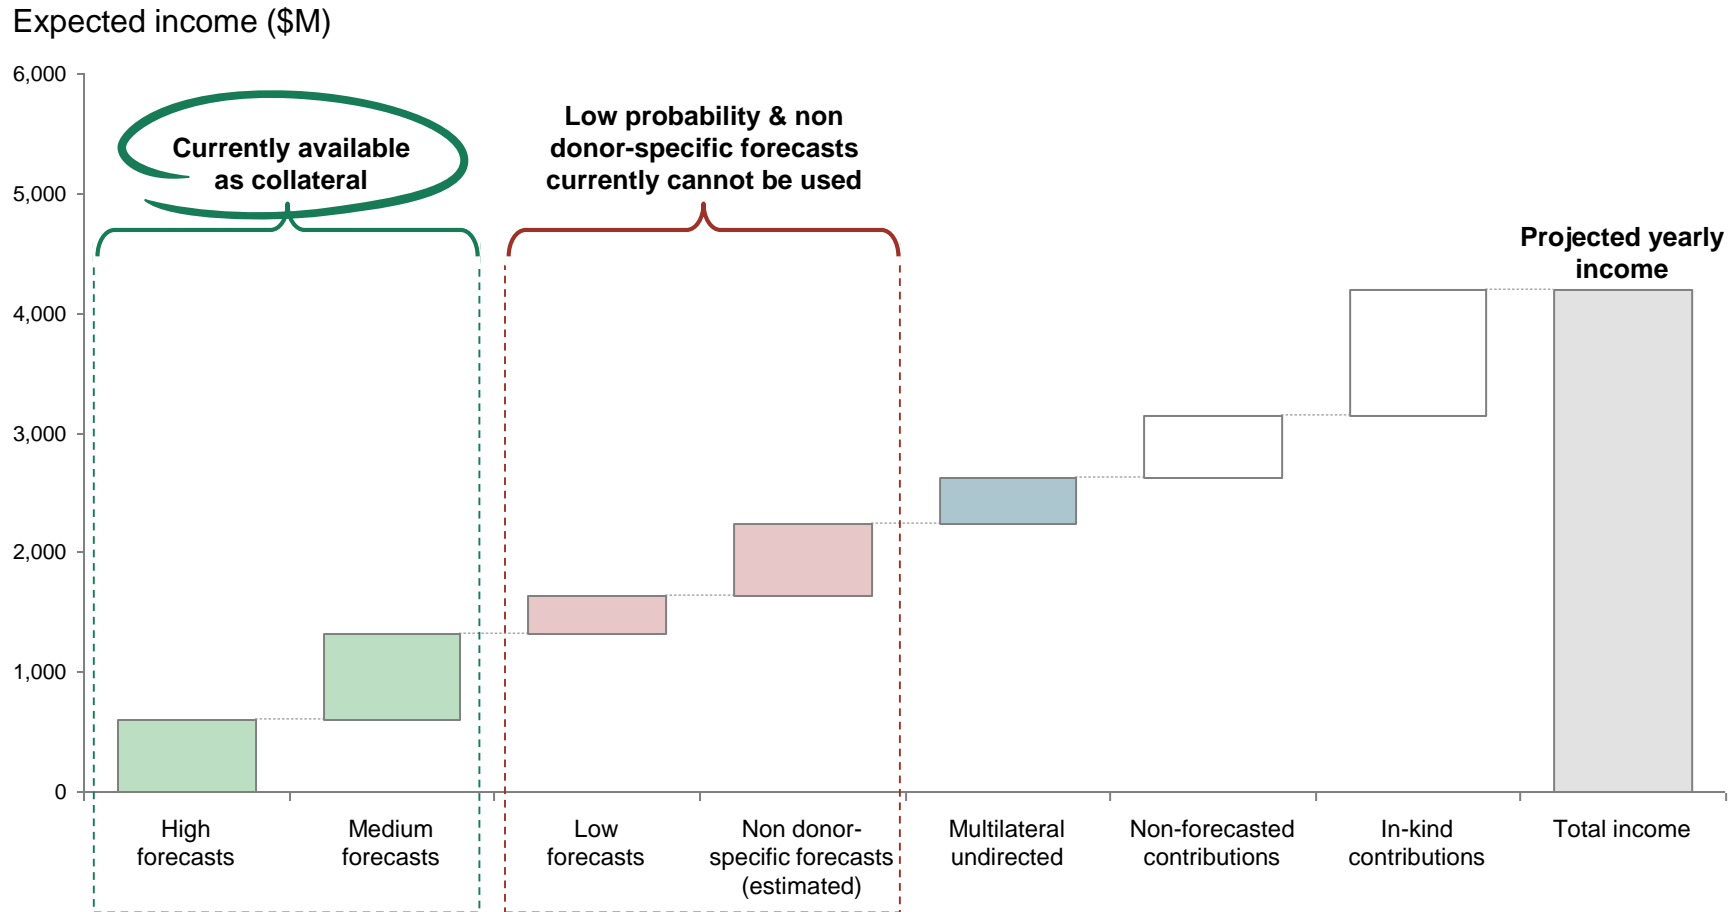 Expected income ($M)
6,000
5,000
4,000
3,000
2,000
1,000
0
Currently available
as collateral
Low probability & non
donor-specific forecasts
currently cannot be used
Projected yearly
income
High
forecasts
Medium
forecasts
Low
forecasts
Non donor-
specific forecasts
(estimated)
Multilateral
undirected
Non-forecasted
contributions
In-kind
contributions
Total income